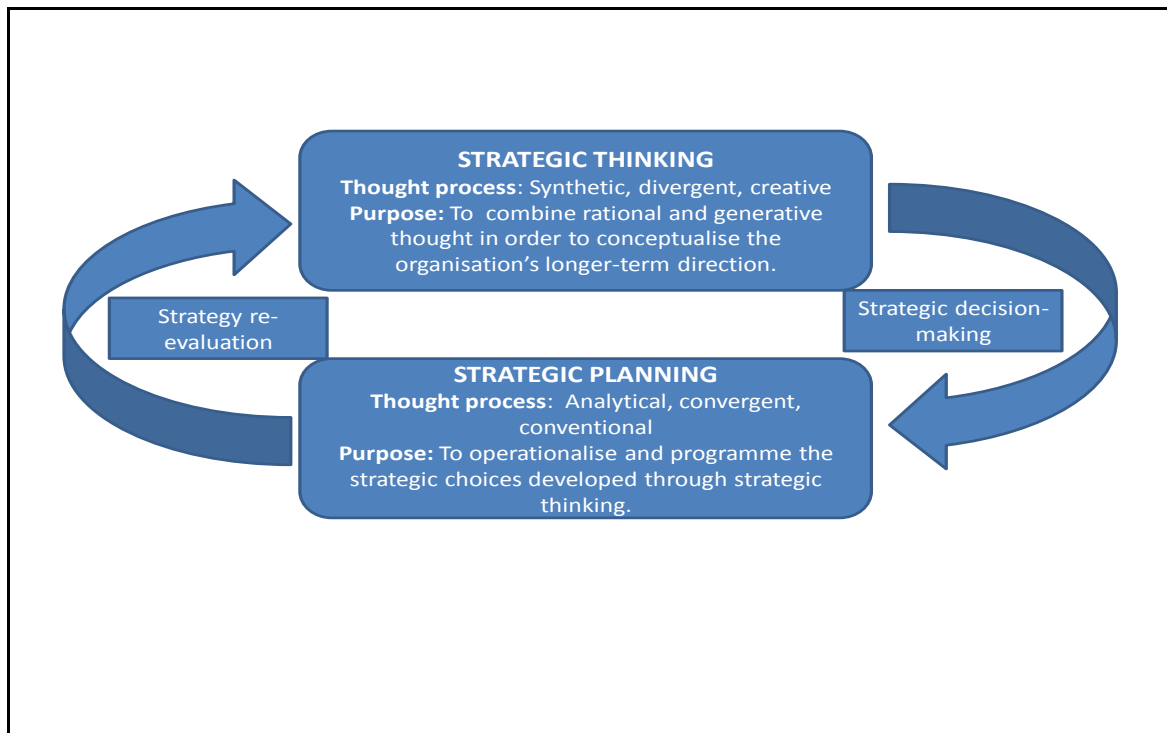 STRATEGIC THINKING
Thought process: Synthetic, divergent, creative
Purpose: To combine rational and generative
thought in order to conceptualise the
organisation's longer-term direction.
Strategy re-
evaluation
Strategic decision-
making
STRATEGIC PLANNING
Thought process: Analytical, convergent,
conventional
Purpose: To operationalise and programme the
strategic choices developed through strategic
thinking.